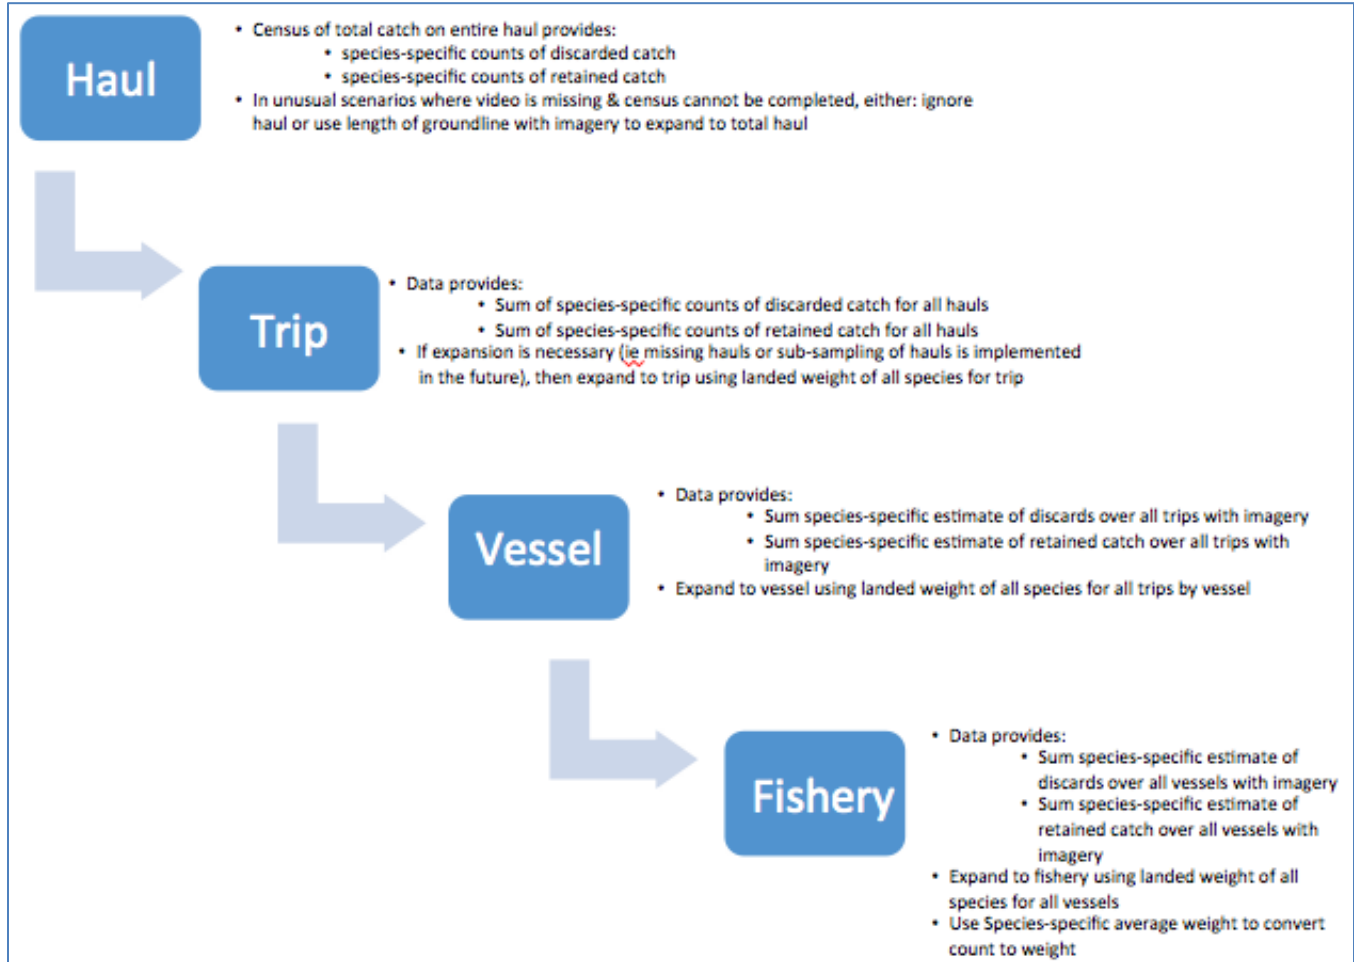 Haul
• Census of total catch on entire haul provides:
• species-specific counts of discarded catch
• species-specific counts of retained catch
• In unusual scenarios where video is missing & census cannot be completed, either: ignore
haul or use length of groundline with imagery to expand to total haul
Trip
• Data provides:
• Sum of species-specific counts of discarded catch for all hauls
• Sum of species-specific counts of retained catch for all hauls
• If expansion is necessary (ie missing hauls or sub-sampling of hauls is implemented
in the future), then expand to trip using landed weight of all species for trip
Vessel
• Data provides:
• Sum species-specific estimate of discards over all trips with imagery
• Sum species-specific estimate of retained catch over all trips with
imagery
• Expand to vessel using landed weight of all species for all trips by vessel
Fishery
• Data provides:
• Sum species-specific estimate of
discards over all vessels with imagery
• Sum species-specific estimate of
retained catch over all vessels with
imagery
• Expand to fishery using landed weight of all
species for all vessels
• Use Species-specific average weight to convert
count to weight